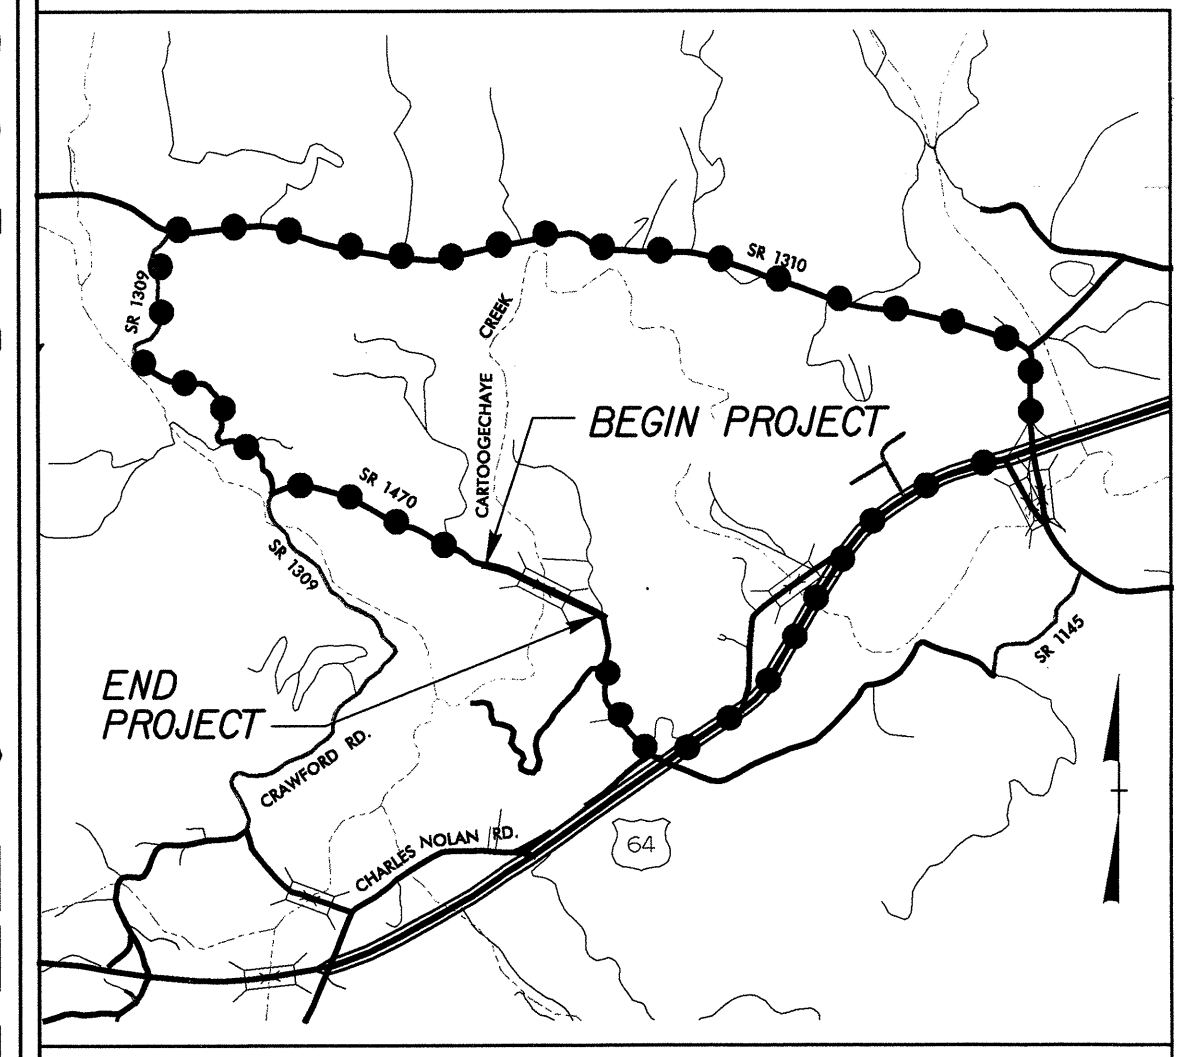 SR 1310
SR 1309
CARTOOGECHAYE CREEK
BEGIN PROJECT
SR 1470
SR 1309
SR 1145
END
PROJECT
CRAWFORD RD.
64
CHARLES NOLAN RD.